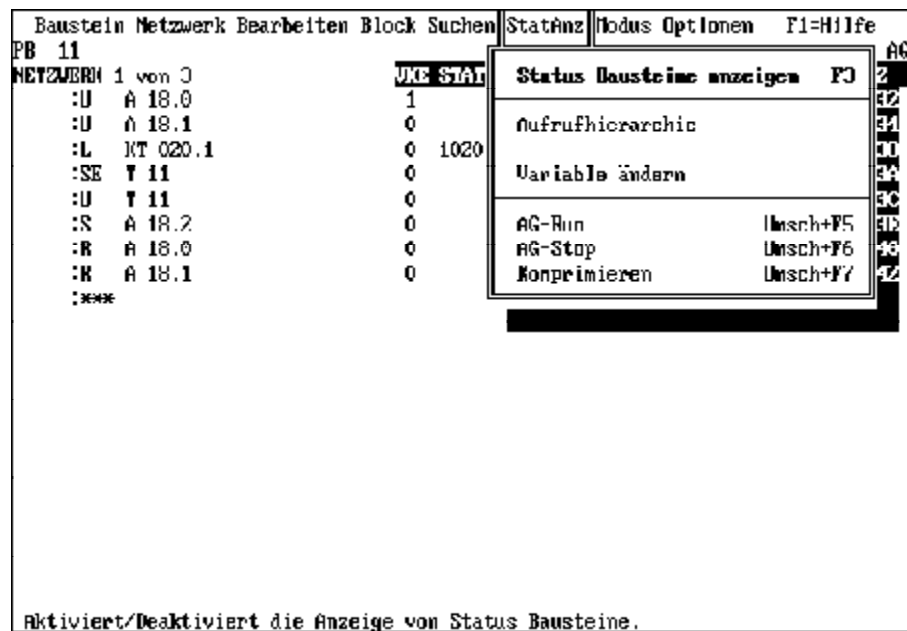 Baustein Netzwerk Bearbeiten Block Suchen StatAnz Modus Optionen F1=Hilfe
PB 11 AG
NETZWERK 1 von 3 VKE STAT
:U A 18.0 1
:U A 18.1 0
:L KT 020.1 0 1020
:SE T 11 0
:U T 11 0
:S A 18.2 0
:R A 18.0 0
:R A 18.1 0
:***
Status Bausteine anzeigen F3
Aufrufhierarchie
Variable ändern
AG-Run Umsch+F5
AG-Stop Umsch+F6
Komprimieren Umsch+F7
Aktiviert/Deaktiviert die Anzeige von Status Bausteine.